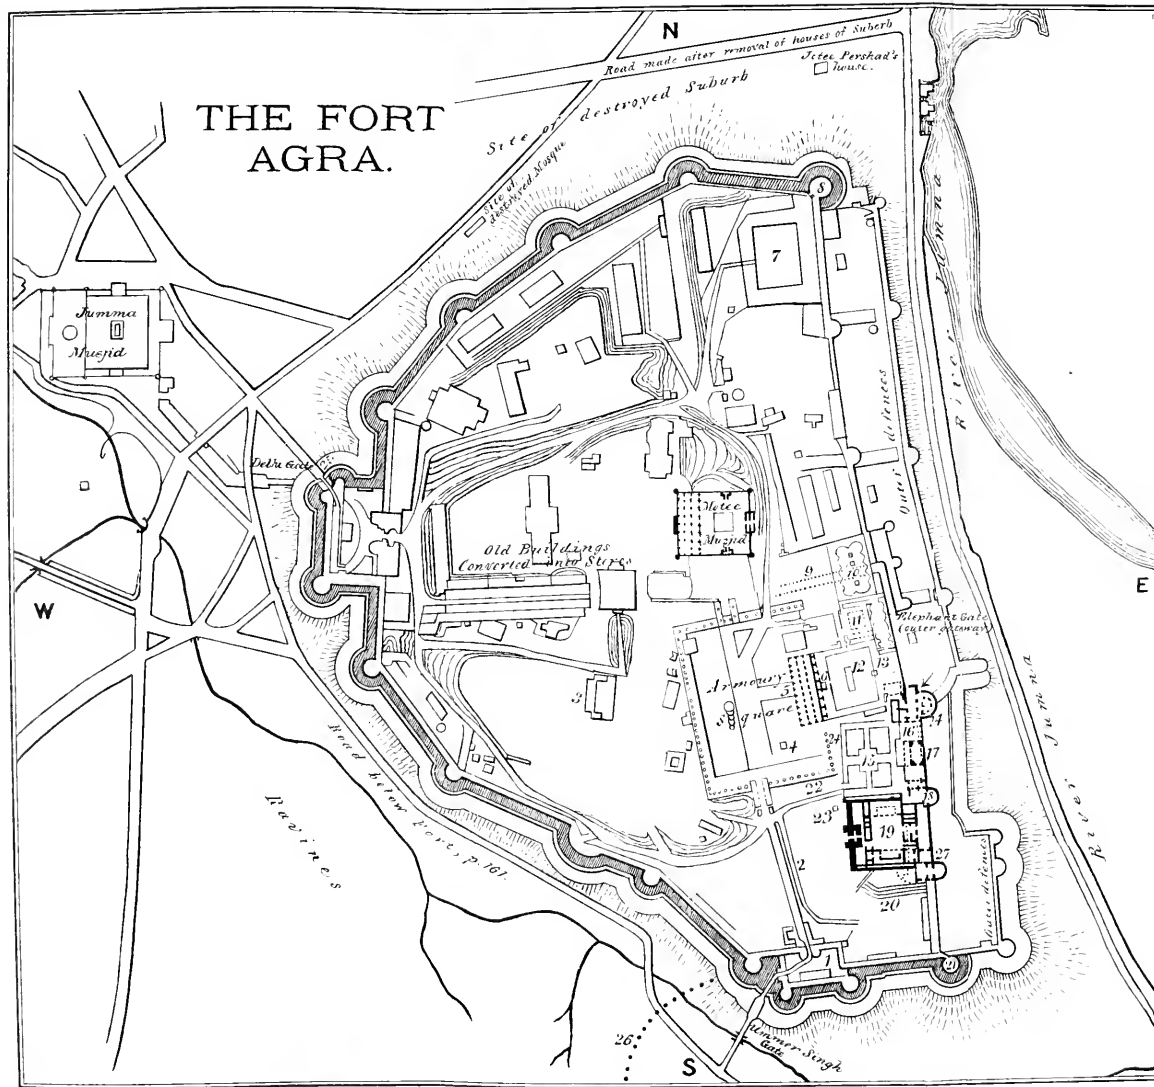 N
Road made after removal of houses of Suberb
Jotee Pershad's
house.
THE FORT
AGRA.
Site of destroyed Suburb
Site of
destroyed Mosque
8
River Jumna
7
Jumma
Musjid
Outer defences
Delhi Gate
Motee
Musjid
Old Buildings
Converted into Stores
9
10
E
W
Elephant Gate
(outer gateway)
11
12
13
3
Armoury
5
6
Square
14
16
24
17
4
15
Road below Fort, p. 161.
22
18
Ravines
23a
19
27
2
20
Outer defences
River Jumna
1
21
26
Ummer Singh
Gate
S